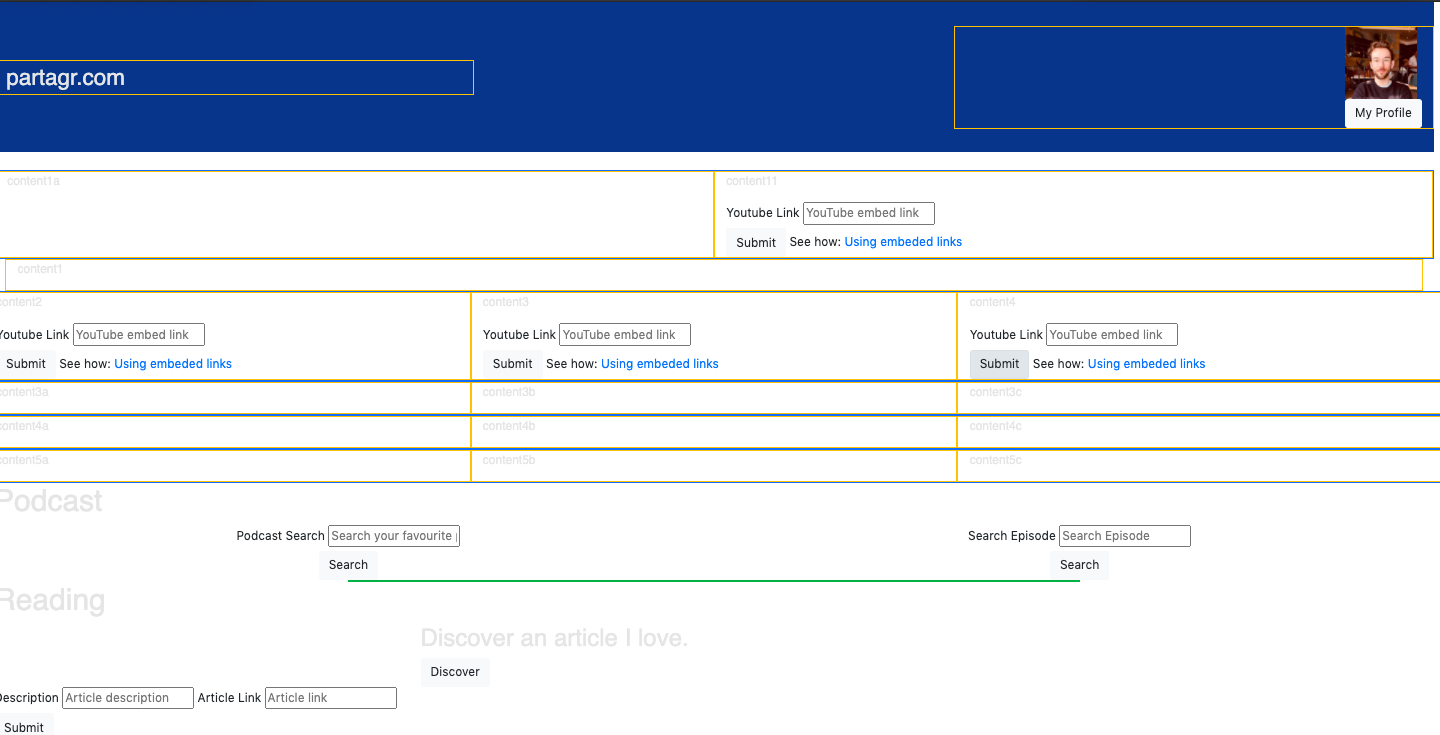 partagr.com
My Profile
content1a
content11
Youtube Link YouTube embed link
Submit See how: Using embeded links
content1
content2 content3 content4
Youtube Link YouTube embed link Youtube Link YouTube embed link Youtube Link YouTube embed link
Submit See how: Using embeded links Submit See how: Using embeded links Submit See how: Using embeded links
content3a content3b content3c
content4a content4b content4c
content5a content5b content5c
Podcast
Podcast Search Search your favourite Search Episode Search Episode
Search Search
Reading
Discover an article I love.
Discover
Description Article description Article Link Article link
Submit